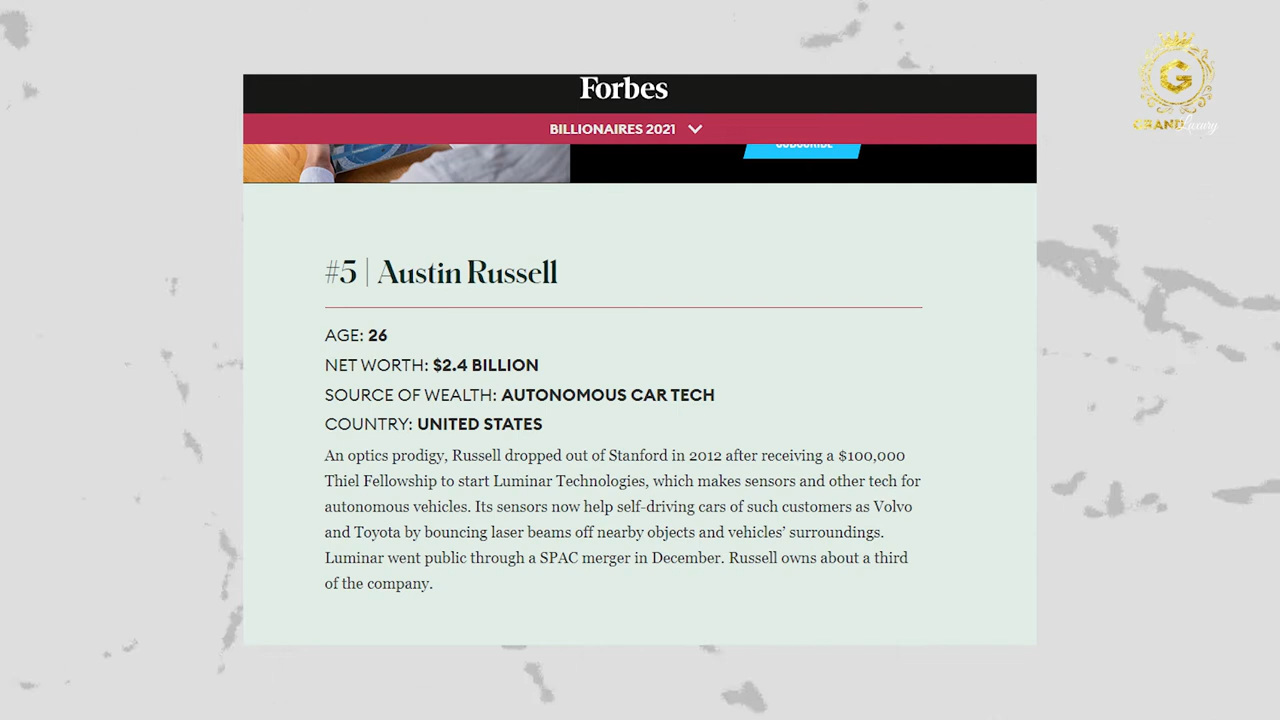 Forbes
BILLIONAIRES 2021
SUBSCRIBE
G
GRAND Luxury
#5 | Austin Russell
AGE: 26
NET WORTH: $2.4 BILLION
SOURCE OF WEALTH: AUTONOMOUS CAR TECH
COUNTRY: UNITED STATES
An optics prodigy, Russell dropped out of Stanford in 2012 after receiving a $100,000
Thiel Fellowship to start Luminar Technologies, which makes sensors and other tech for
autonomous vehicles. Its sensors now help self-driving cars of such customers as Volvo
and Toyota by bouncing laser beams off nearby objects and vehicles’ surroundings.
Luminar went public through a SPAC merger in December. Russell owns about a third
of the company.